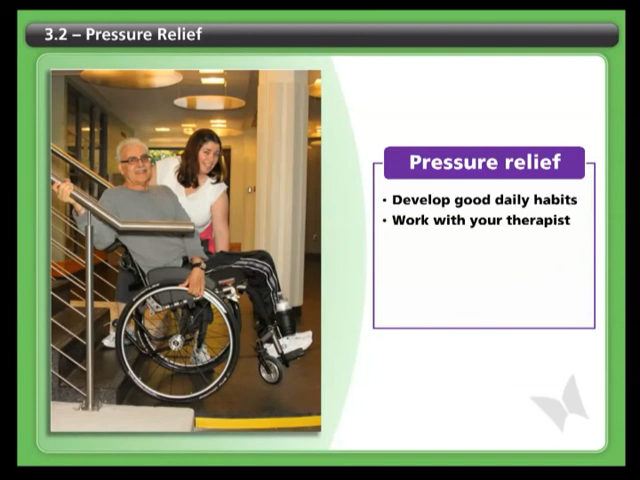 3.2 – Pressure Relief
Pressure relief
• Develop good daily habits
• Work with your therapist